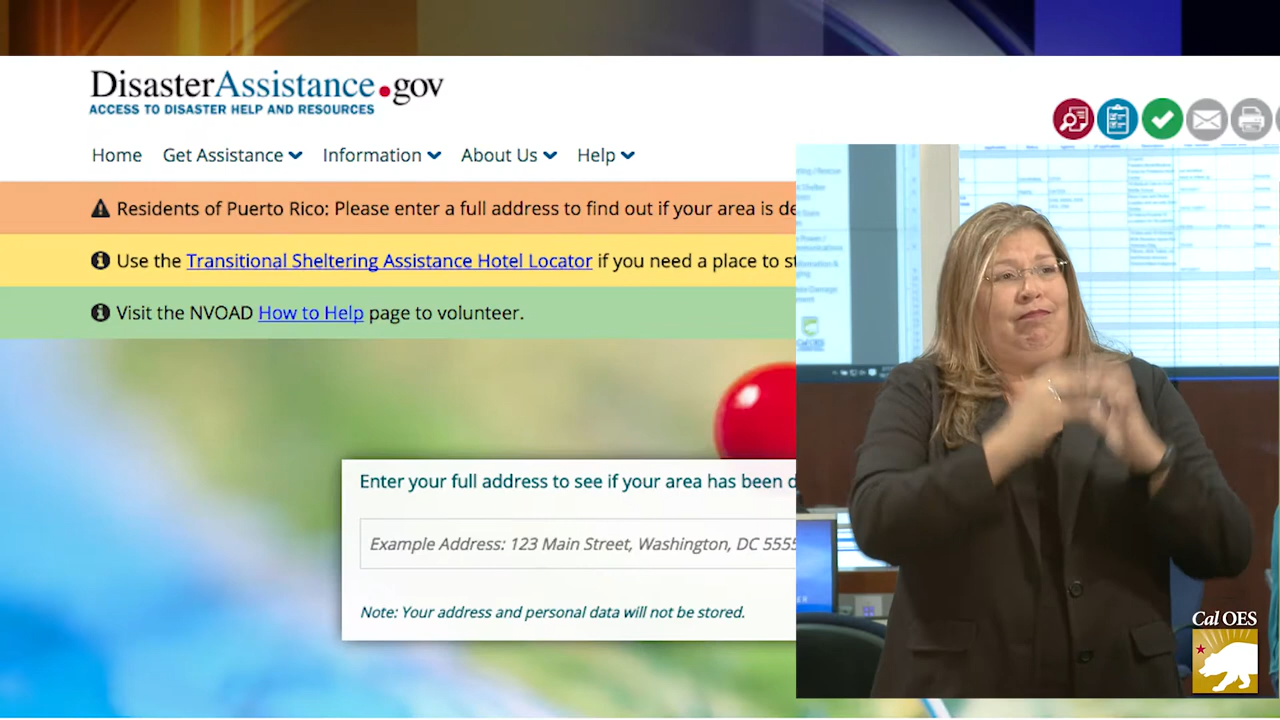 DisasterAssistance.gov
ACCESS TO DISASTER HELP AND RESOURCES
Home Get Assistance Information About Us Help
Residents of Puerto Rico: Please enter a full address to find out if your area is de
Use the Transitional Sheltering Assistance Hotel Locator if you need a place to st
Visit the NVOAD How to Help page to volunteer.
Enter your full address to see if your area has been d
Example Address: 123 Main Street, Washington, DC 5555
Note: Your address and personal data will not be stored.
Cal OES